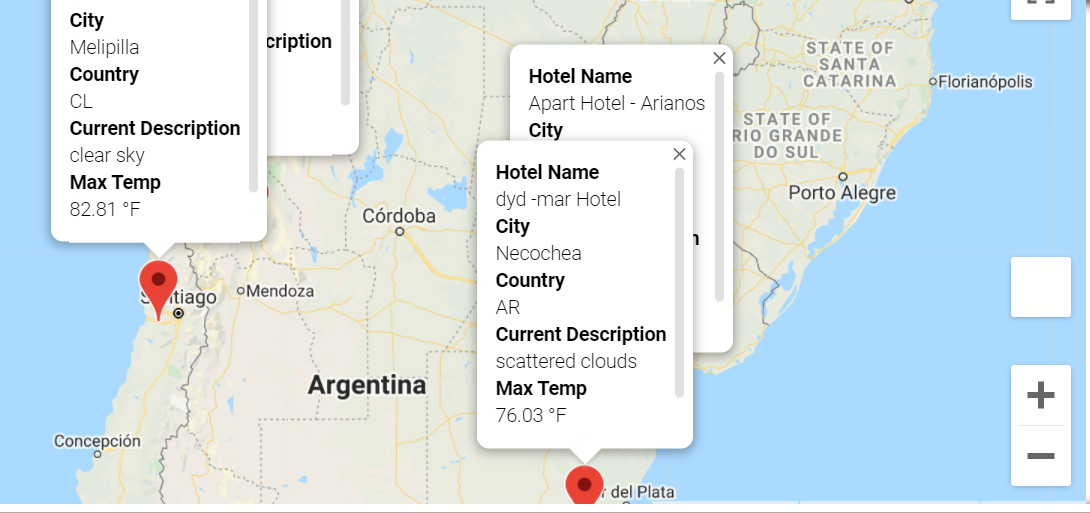 City
Melipilla
Country
CL
Current Description
clear sky
Max Temp
82.81 °F
cription
Hotel Name
Apart Hotel - Arianos
City
Hotel Name
dyd -mar Hotel
City
Necochea
Country
AR
Current Description
scattered clouds
Max Temp
76.03 °F
n
STATE OF
SANTA
CATARINA
Florianópolis
STATE OF
RIO GRANDE
DO SUL
Porto Alegre
Córdoba
Mendoza
S tiago
Argentina
Concepción
r del Plata